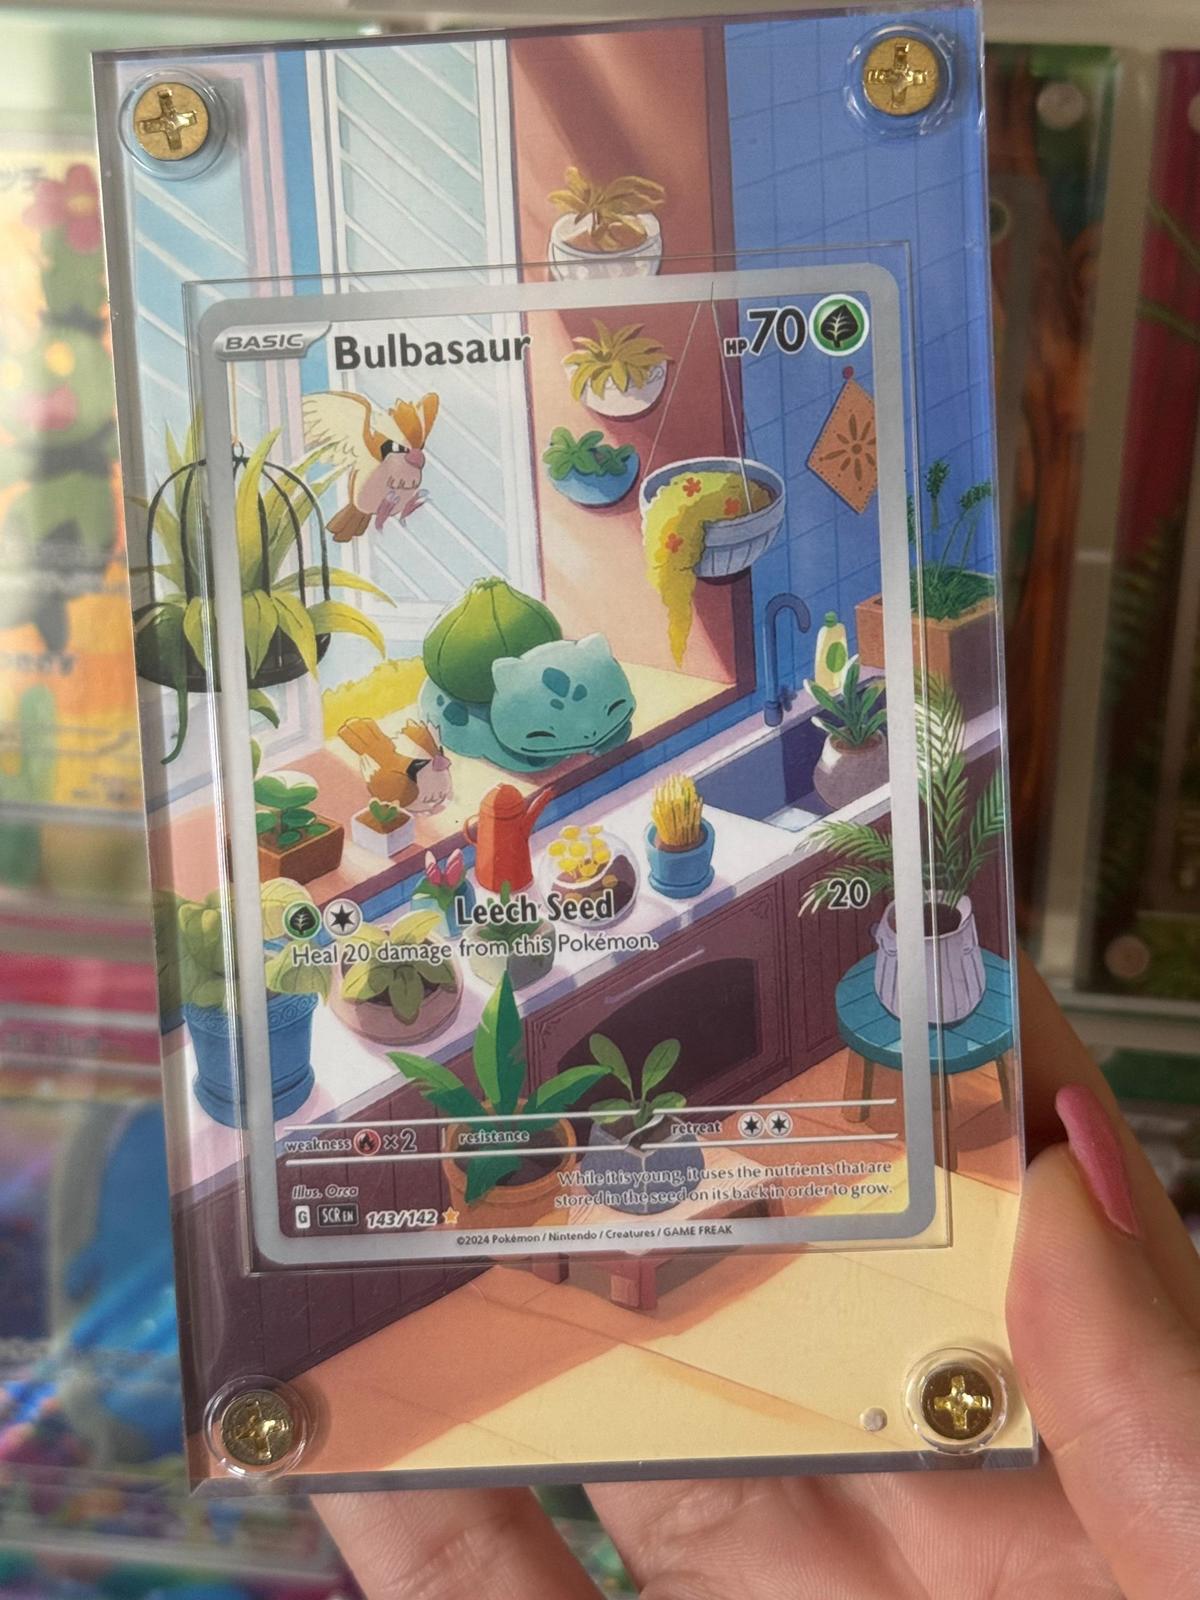 BASIC Bulbasaur HP 70
Leech Seed 20
Heal 20 damage from this Pokémon.
weakness ×2 resistance retreat
While it is young, it uses the nutrients that are
stored in the seed on its back in order to grow.
Illus. Orca
G SCR EN 143/142
©2024 Pokémon / Nintendo / Creatures / GAME FREAK